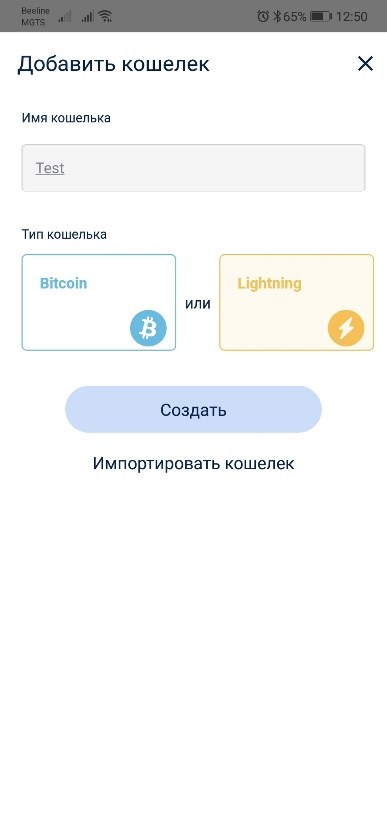 Beeline
MGTS
65%
12:50
Добавить кошелек
Имя кошелька
Test
Тип кошелька
Bitcoin
или
Lightning
Создать
Импортировать кошелек